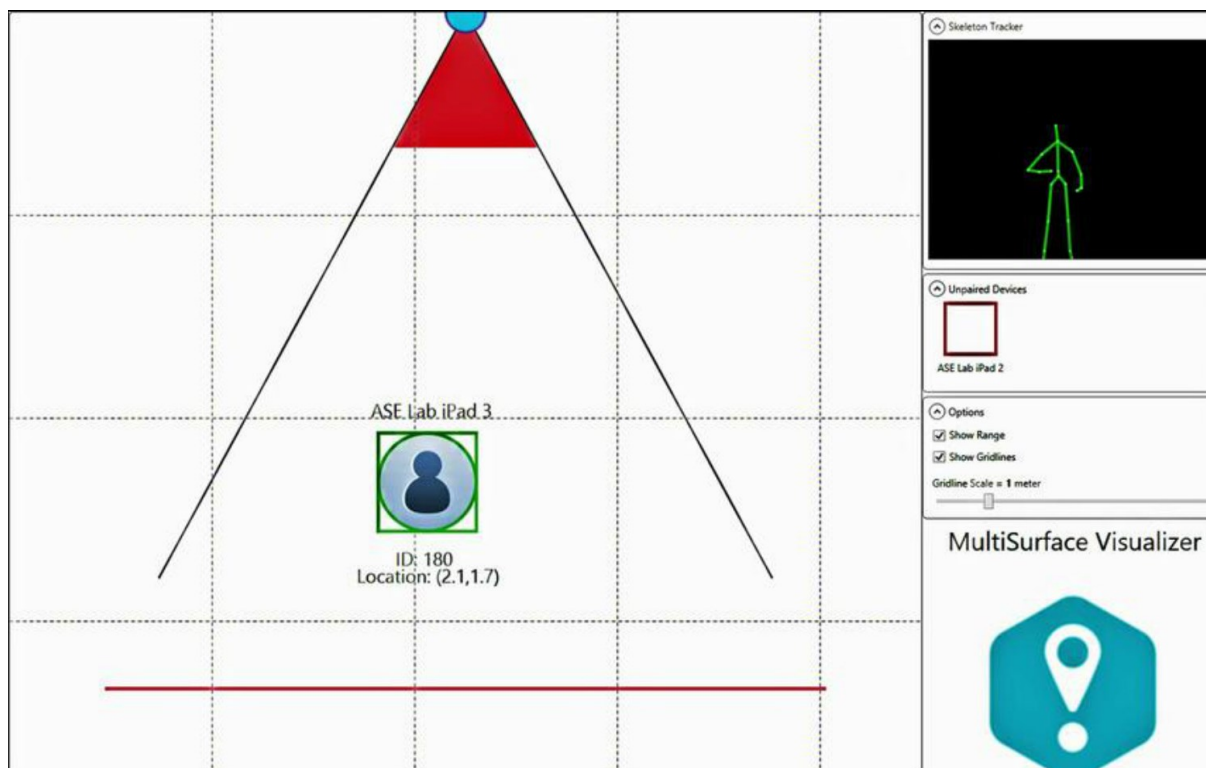 Skeleton Tracker
Unpaired Devices
ASE Lab iPad 2
Options
Show Range
Show Gridlines
Gridline Scale = 1 meter
MultiSurface Visualizer
ASE Lab iPad 3
ID: 180
Location: (2.1,1.7)